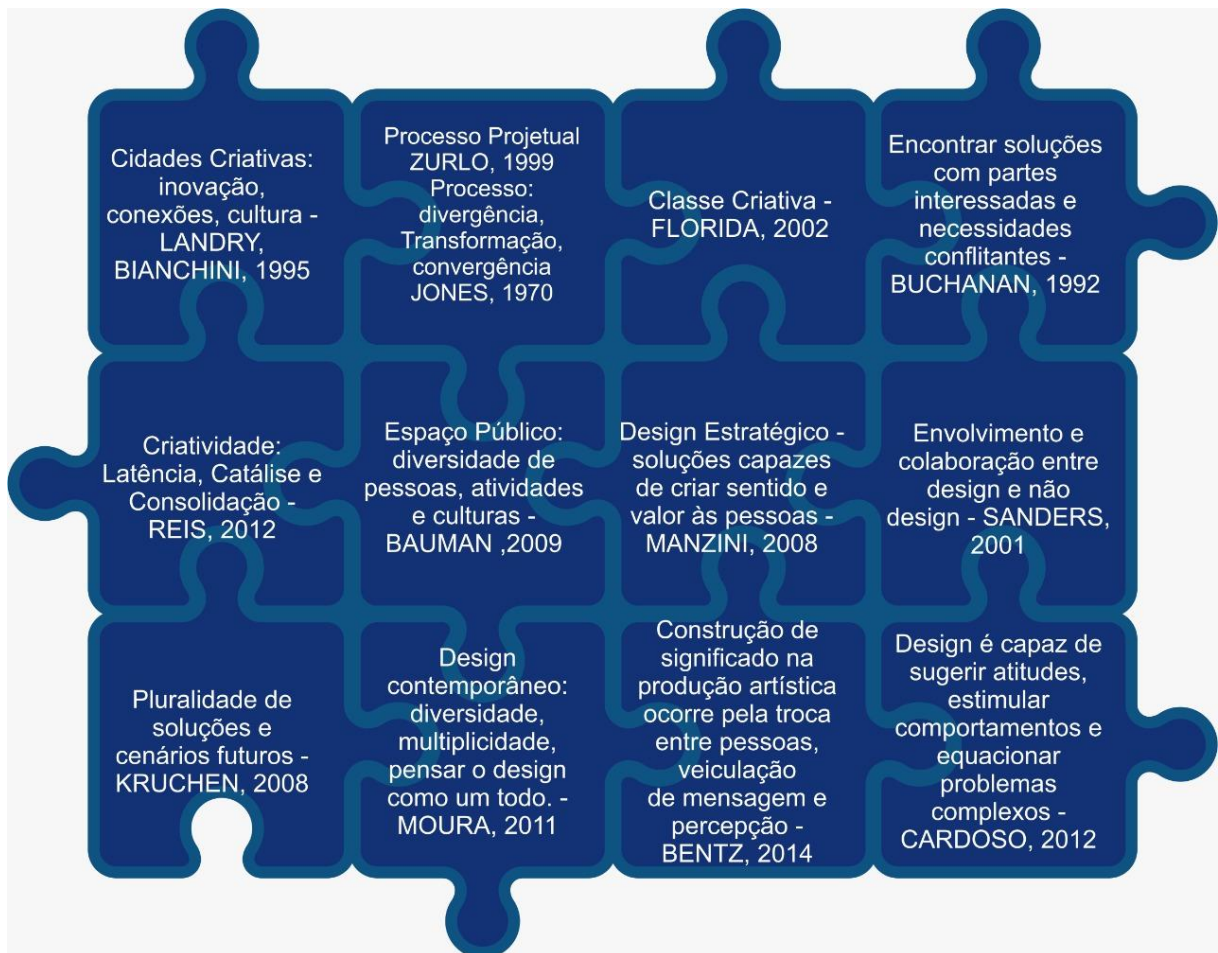 Cidades Criativas:
inovação,
conexões, cultura -
LANDRY,
BIANCHINI, 1995
Processo Projetual
ZURLO, 1999
Processo:
divergência,
Transformação,
convergência
JONES, 1970
Classe Criativa -
FLORIDA, 2002
Encontrar soluções
com partes
interessadas e
necessidades
conflitantes -
BUCHANAN, 1992
Criatividade:
Latência, Catálise e
Consolidação -
REIS, 2012
Espaço Público:
diversidade de
pessoas, atividades
e culturas -
BAUMAN ,2009
Design Estratégico -
soluções capazes
de criar sentido e
valor às pessoas -
MANZINI, 2008
Envolvimento e
colaboração entre
design e não
design - SANDERS,
2001
Pluralidade de
soluções e
cenários futuros -
KRUCHEN, 2008
Design
contemporâneo:
diversidade,
multiplicidade,
pensar o design
como um todo. -
MOURA, 2011
Construção de
significado na
produção artística
ocorre pela troca
entre pessoas,
veiculação
de mensagem e
percepção -
BENTZ, 2014
Design é capaz de
sugerir atitudes,
estimular
comportamentos e
equacionar
problemas
complexos -
CARDOSO, 2012